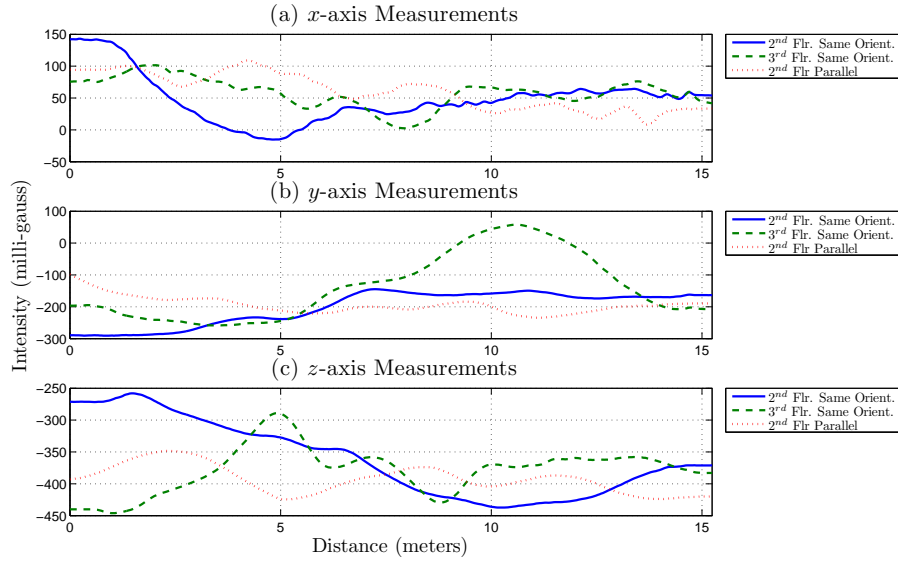 (a) x-axis Measurements
150
100
50
0
−50
0
5
10
15
2nd Flr. Same Orient.
3rd Flr. Same Orient.
2nd Flr Parallel
(b) y-axis Measurements
Intensity (milli-gauss)
100
0
−100
−200
−300
0
5
10
15
2nd Flr. Same Orient.
3rd Flr. Same Orient.
2nd Flr Parallel
(c) z-axis Measurements
−250
−300
−350
−400
−450
0
5
10
15
2nd Flr. Same Orient.
3rd Flr. Same Orient.
2nd Flr Parallel
Distance (meters)